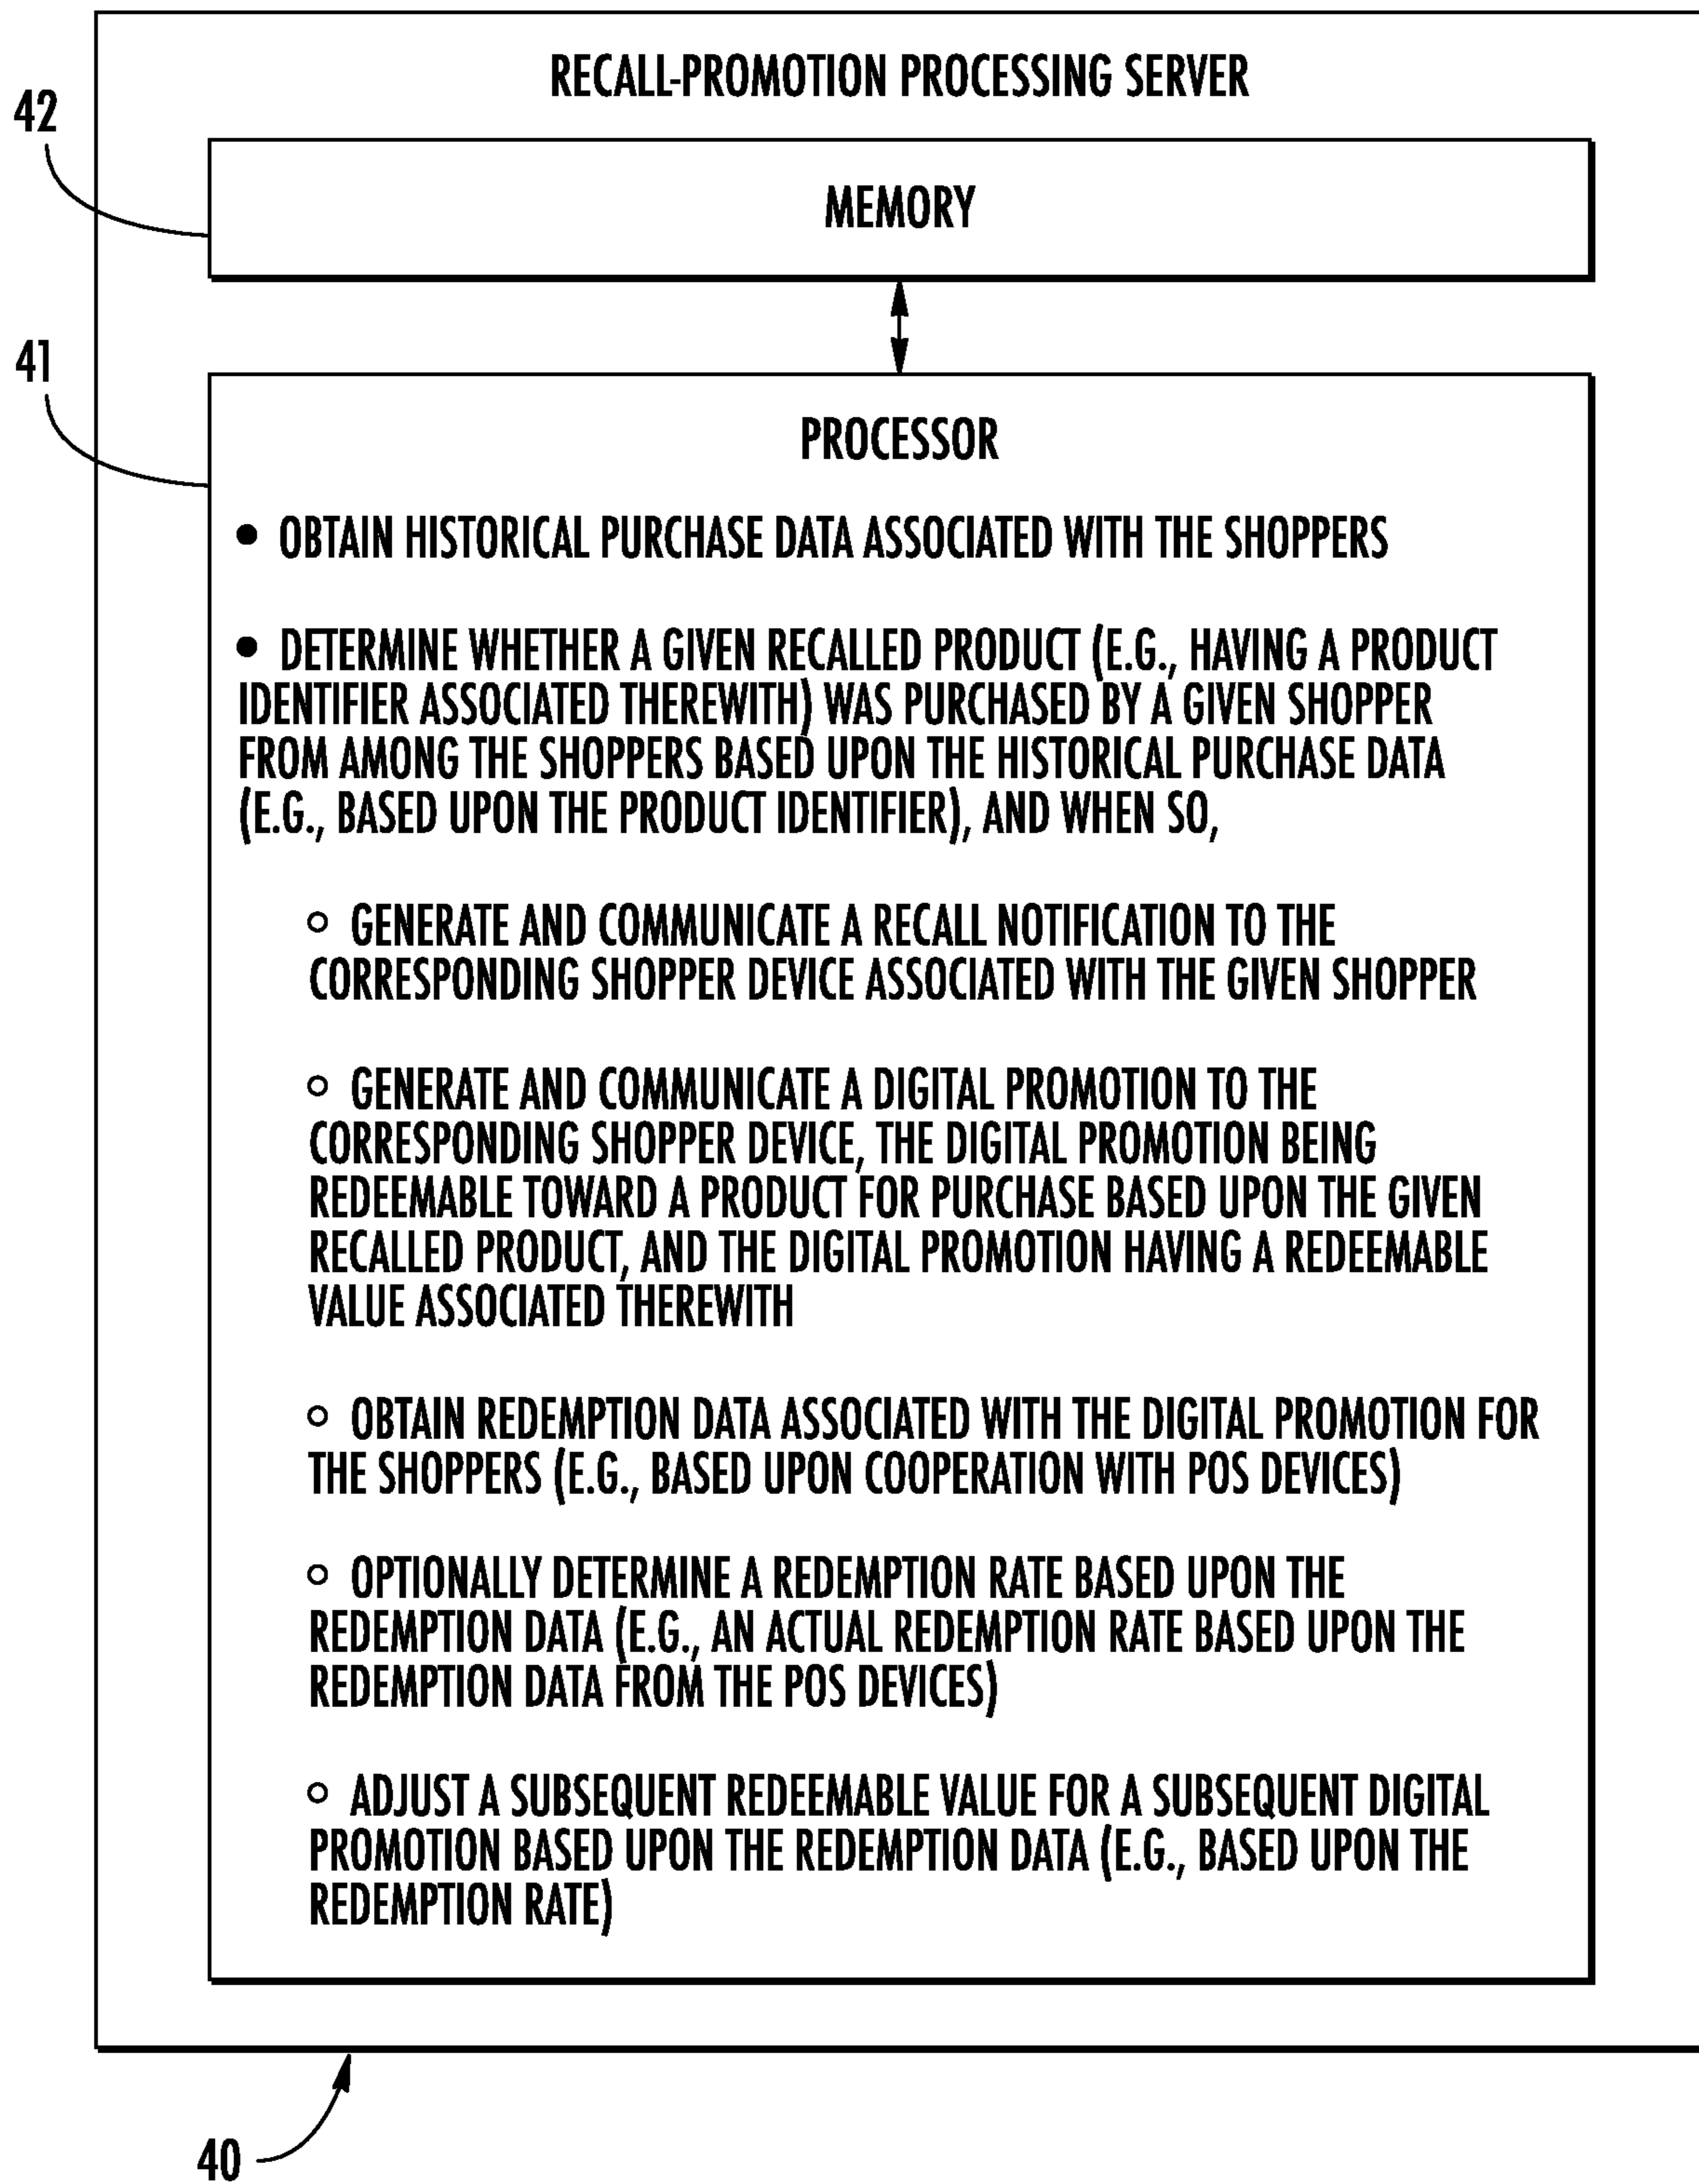 RECALL-PROMOTION PROCESSING SERVER
42
MEMORY
41
PROCESSOR
● OBTAIN HISTORICAL PURCHASE DATA ASSOCIATED WITH THE SHOPPERS
● DETERMINE WHETHER A GIVEN RECALLED PRODUCT (E.G., HAVING A PRODUCT
IDENTIFIER ASSOCIATED THEREWITH) WAS PURCHASED BY A GIVEN SHOPPER
FROM AMONG THE SHOPPERS BASED UPON THE HISTORICAL PURCHASE DATA
(E.G., BASED UPON THE PRODUCT IDENTIFIER), AND WHEN SO,
○ GENERATE AND COMMUNICATE A RECALL NOTIFICATION TO THE
CORRESPONDING SHOPPER DEVICE ASSOCIATED WITH THE GIVEN SHOPPER
○ GENERATE AND COMMUNICATE A DIGITAL PROMOTION TO THE
CORRESPONDING SHOPPER DEVICE, THE DIGITAL PROMOTION BEING
REDEEMABLE TOWARD A PRODUCT FOR PURCHASE BASED UPON THE GIVEN
RECALLED PRODUCT, AND THE DIGITAL PROMOTION HAVING A REDEEMABLE
VALUE ASSOCIATED THEREWITH
○ OBTAIN REDEMPTION DATA ASSOCIATED WITH THE DIGITAL PROMOTION FOR
THE SHOPPERS (E.G., BASED UPON COOPERATION WITH POS DEVICES)
○ OPTIONALLY DETERMINE A REDEMPTION RATE BASED UPON THE
REDEMPTION DATA (E.G., AN ACTUAL REDEMPTION RATE BASED UPON THE
REDEMPTION DATA FROM THE POS DEVICES)
○ ADJUST A SUBSEQUENT REDEEMABLE VALUE FOR A SUBSEQUENT DIGITAL
PROMOTION BASED UPON THE REDEMPTION DATA (E.G., BASED UPON THE
REDEMPTION RATE)
40